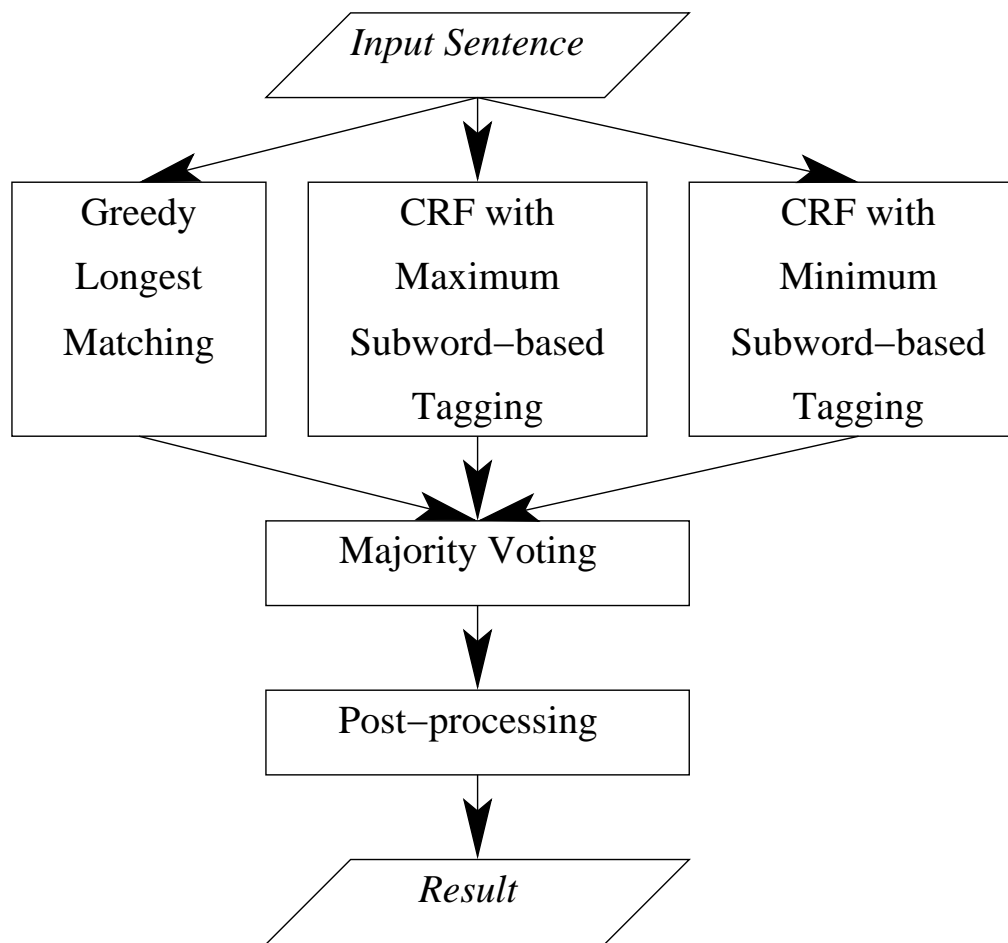 Input Sentence
Greedy
Longest
Matching
CRF with
Maximum
Subword−based
Tagging
CRF with
Minimum
Subword−based
Tagging
Majority Voting
Post−processing
Result